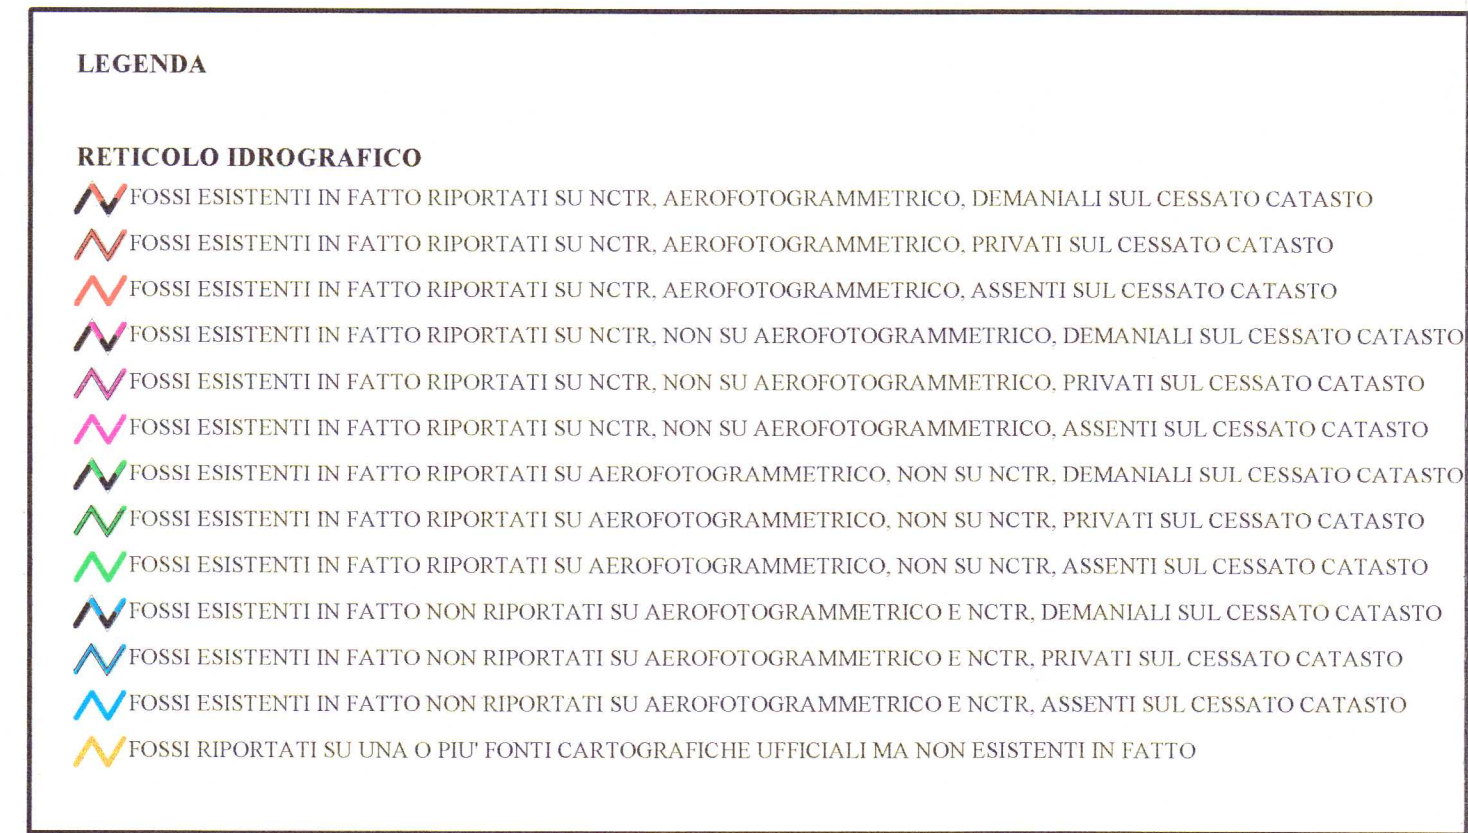 LEGENDA
RETICOLO IDROGRAFICO
FOSSI ESISTENTI IN FATTO RIPORTATI SU NCTR, AEROFOTOGRAMMETRICO, DEMANIALI SUL CESSATO CATASTO
FOSSI ESISTENTI IN FATTO RIPORTATI SU NCTR, AEROFOTOGRAMMETRICO, PRIVATI SUL CESSATO CATASTO
FOSSI ESISTENTI IN FATTO RIPORTATI SU NCTR, AEROFOTOGRAMMETRICO, ASSENTI SUL CESSATO CATASTO
FOSSI ESISTENTI IN FATTO RIPORTATI SU NCTR, NON SU AEROFOTOGRAMMETRICO, DEMANIALI SUL CESSATO CATASTO
FOSSI ESISTENTI IN FATTO RIPORTATI SU NCTR, NON SU AEROFOTOGRAMMETRICO, PRIVATI SUL CESSATO CATASTO
FOSSI ESISTENTI IN FATTO RIPORTATI SU NCTR, NON SU AEROFOTOGRAMMETRICO, ASSENTI SUL CESSATO CATASTO
FOSSI ESISTENTI IN FATTO RIPORTATI SU AEROFOTOGRAMMETRICO, NON SU NCTR, DEMANIALI SUL CESSATO CATASTO
FOSSI ESISTENTI IN FATTO RIPORTATI SU AEROFOTOGRAMMETRICO, NON SU NCTR, PRIVATI SUL CESSATO CATASTO
FOSSI ESISTENTI IN FATTO RIPORTATI SU AEROFOTOGRAMMETRICO, NON SU NCTR, ASSENTI SUL CESSATO CATASTO
FOSSI ESISTENTI IN FATTO NON RIPORTATI SU AEROFOTOGRAMMETRICO E NCTR, DEMANIALI SUL CESSATO CATASTO
FOSSI ESISTENTI IN FATTO NON RIPORTATI SU AEROFOTOGRAMMETRICO E NCTR, PRIVATI SUL CESSATO CATASTO
FOSSI ESISTENTI IN FATTO NON RIPORTATI SU AEROFOTOGRAMMETRICO E NCTR, ASSENTI SUL CESSATO CATASTO
FOSSI RIPORTATI SU UNA O PIU' FONTI CARTOGRAFICHE UFFICIALI MA NON ESISTENTI IN FATTO